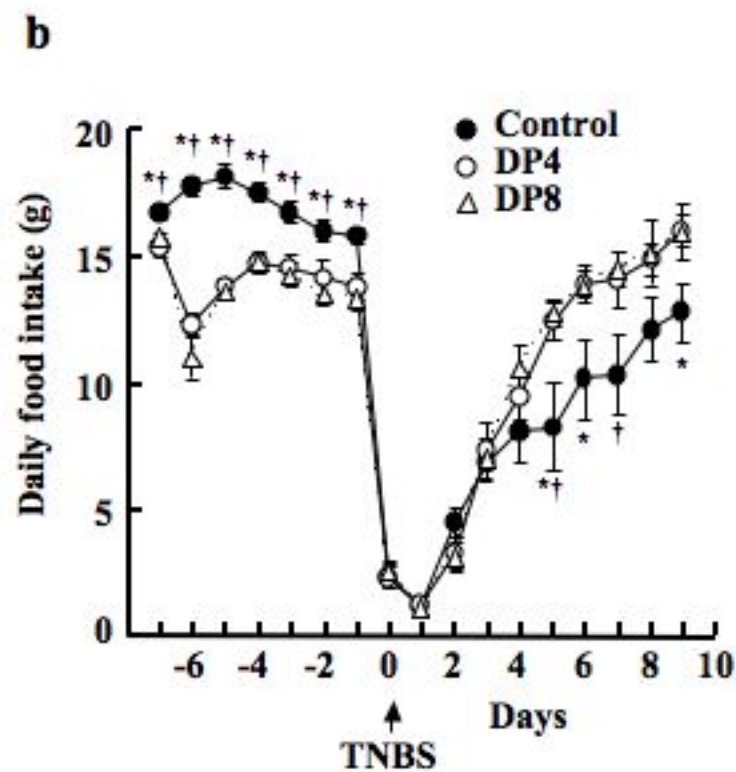 b
Control
DP4
DP8
Daily food intake (g)
20
15
10
5
0
*† *† *† *† *† *† *†
*† * † *
-6 -4 -2 0 2 4 6 8 10
Days
TNBS